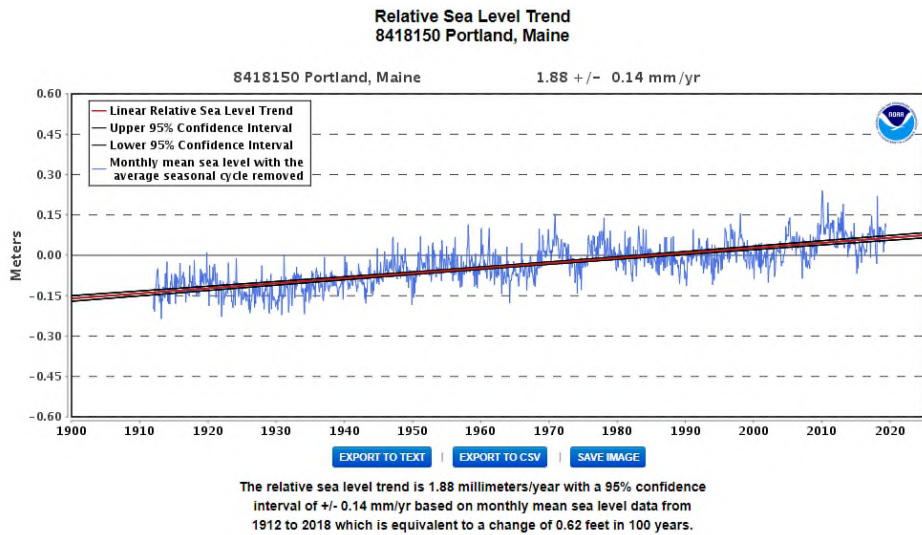 Relative Sea Level Trend
8418150 Portland, Maine
8418150 Portland, Maine 1.88 +/- 0.14 mm/yr
0.60
0.45
0.30
0.15
0.00
-0.15
-0.30
-0.45
-0.60
Meters
Linear Relative Sea Level Trend
Upper 95% Confidence Interval
Lower 95% Confidence Interval
Monthly mean sea level with the
average seasonal cycle removed
NOAA
1900 1910 1920 1930 1940 1950 1960 1970 1980 1990 2000 2010 2020
EXPORT TO TEXT | EXPORT TO CSV | SAVE IMAGE
The relative sea level trend is 1.88 millimeters/year with a 95% confidence
interval of +/- 0.14 mm/yr based on monthly mean sea level data from
1912 to 2018 which is equivalent to a change of 0.62 feet in 100 years.